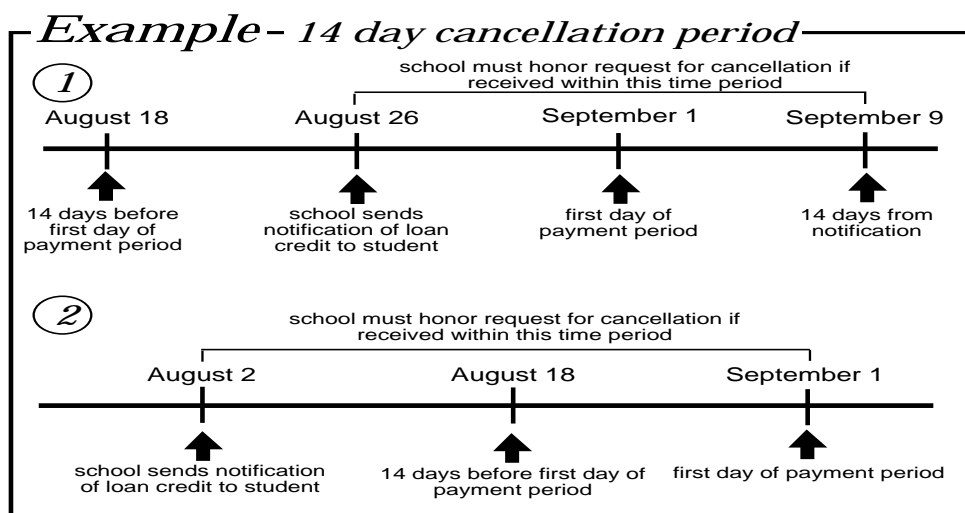 Example – 14 day cancellation period
1
school must honor request for cancellation if
received within this time period
August 18 August 26 September 1 September 9
14 days before
first day of
payment period
school sends
notification of loan
credit to student
first day of
payment period
14 days from
notification
2
school must honor request for cancellation if
received within this time period
August 2 August 18 September 1
school sends notification
of loan credit to student
14 days before first day of
payment period
first day of payment period